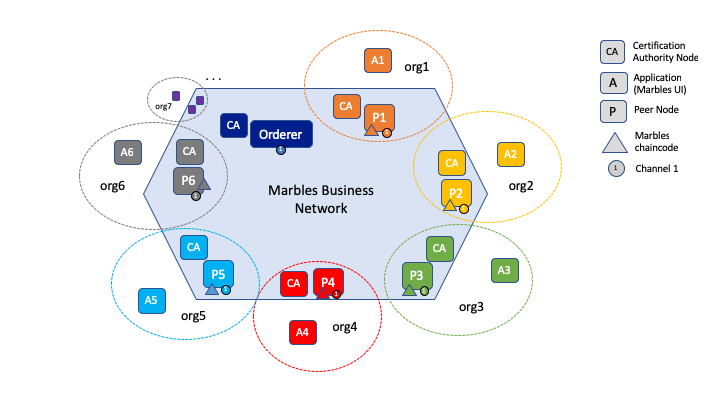 A1
org1
CA
P1
1
CA
Certification
Authority Node
A
Application
(Marbles UI)
P
Peer Node
Marbles
chaincode
1
Channel 1
. . .
org7
CA
Orderer
1
A6
CA
org6
P6
1
A2
CA
org2
P2
1
Marbles Business
Network
CA
P5
1
A5
org5
CA
P4
1
A4
org4
CA
P3
1
A3
org3